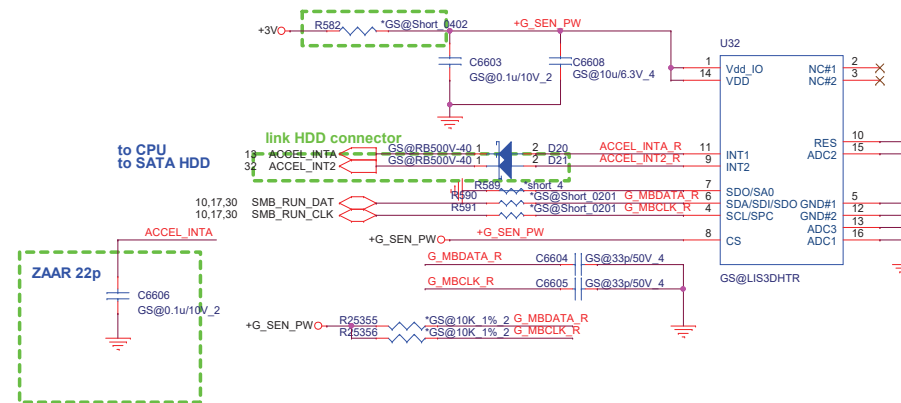 R582 *GS@Short_0402
+3V
+G_SEN_PW
U32
C6603
GS@0.1u/10V_2
C6608
GS@10u/6.3V_4
1 Vdd_IO NC#1 2
14 VDD NC#2 3
link HDD connector
to CPU
to SATA HDD
13 ACCEL_INTA GS@RB500V-40 1 2 D20 ACCEL_INTA_R 11 INT1
32 ACCEL_INT2 GS@RB500V-40 1 2 D21 ACCEL_INT2_R 9 INT2
RES 10
ADC2 15
R589 *short_4 7 SDO/SA0
10,17,30 SMB_RUN_DAT R590 *GS@Short_0201 G_MBDATA_R 6 SDA/SDI/SDO GND#1 5
10,17,30 SMB_RUN_CLK R591 *GS@Short_0201 G_MBCLK_R 4 SCL/SPC GND#2 12
ADC3 13
+G_SEN_PW +G_SEN_PW 8 CS ADC1 16
GS@LIS3DHTR
ACCEL_INTA
ZAAR 22p
C6606
GS@0.1u/10V_2
G_MBDATA_R C6604 GS@33p/50V_4
G_MBCLK_R C6605 GS@33p/50V_4
+G_SEN_PW R25355 *GS@10K_1%_2 G_MBDATA_R
R25356 *GS@10K_1%_2 G_MBCLK_R